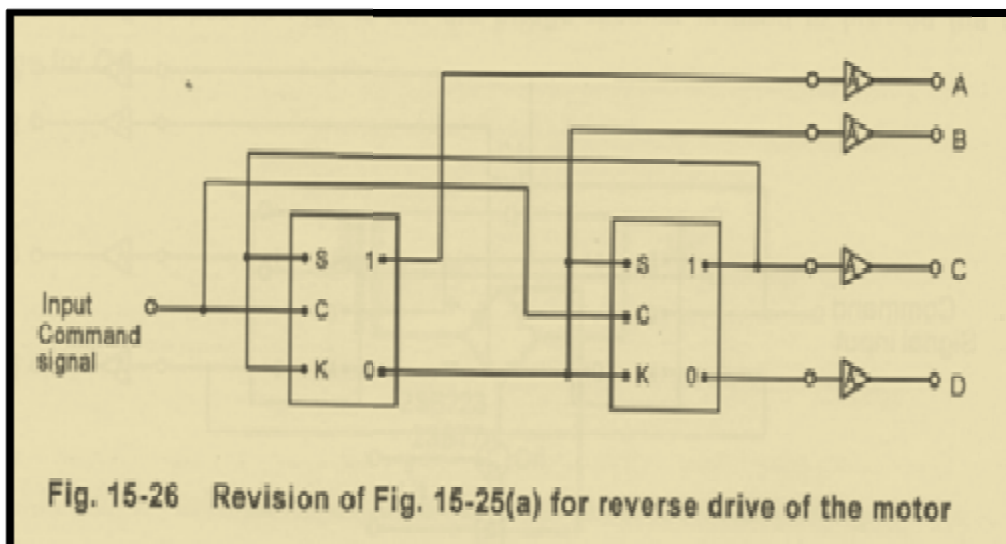 A
B
S 1
S 1
C
Input
Command
signal
C
C
K 0
K 0
D
A
A
A
A
Fig. 15-26 Revision of Fig. 15-25(a) for reverse drive of the motor